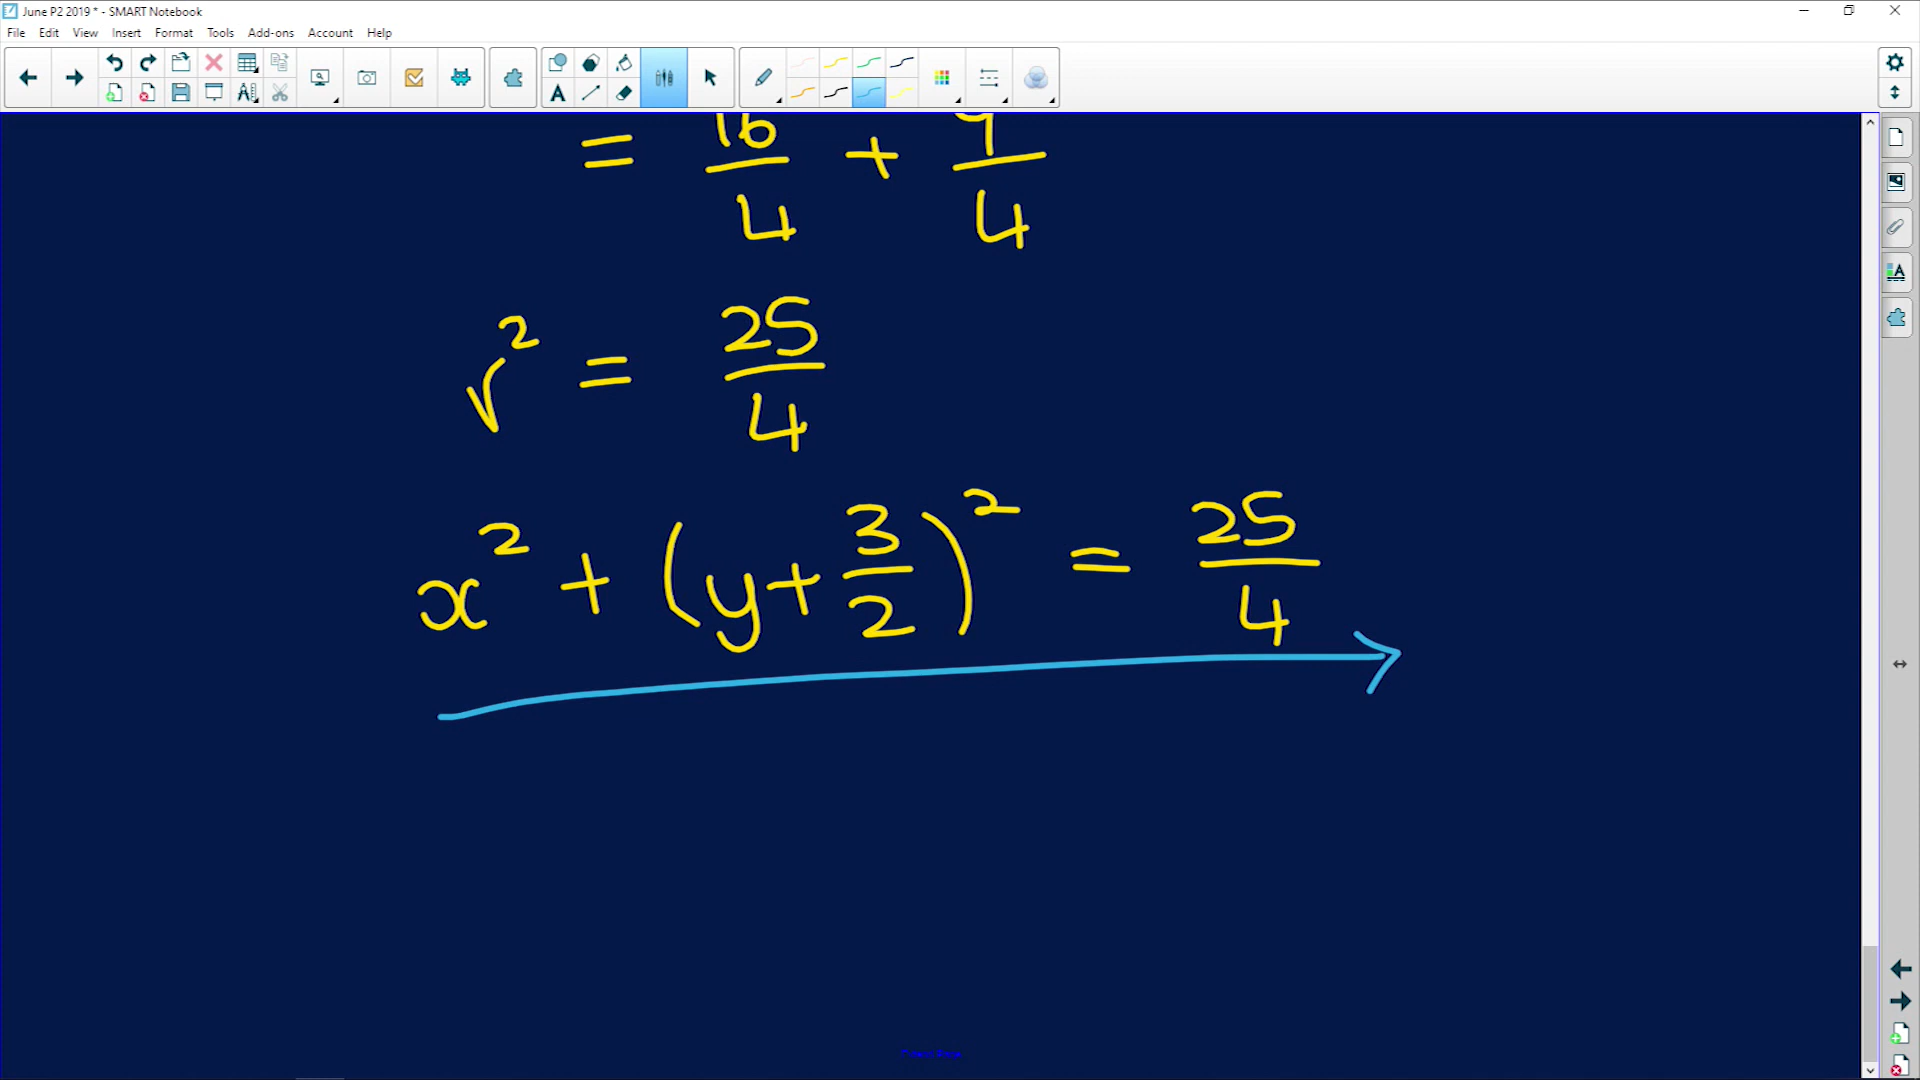 June P2 2019 * - SMART Notebook
File Edit View Insert Format Tools Add-ons Account Help
= 16/4 + 9/4
r² = 25/4
x² + (y + 3/2)² = 25/4